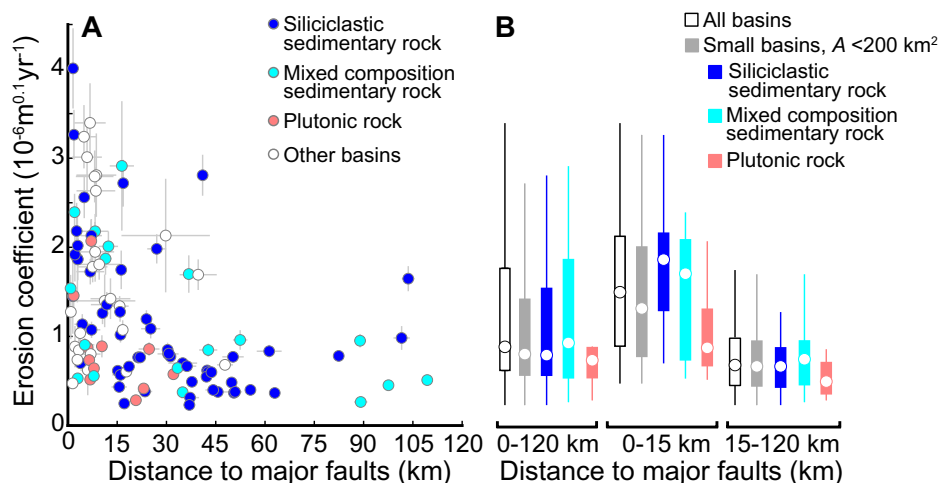 A
Siliciclastic
sedimentary rock
Mixed composition
sedimentary rock
Plutonic rock
Other basins
Erosion coefficient (10⁻⁶m⁰·¹yr⁻¹)
4
3
2
1
0
0 15 30 45 60 75 90 105 120
Distance to major faults (km)
B
All basins
Small basins, A <200 km²
Siliciclastic
sedimentary rock
Mixed composition
sedimentary rock
Plutonic rock
0-120 km
0-15 km
15-120 km
Distance to major faults (km)